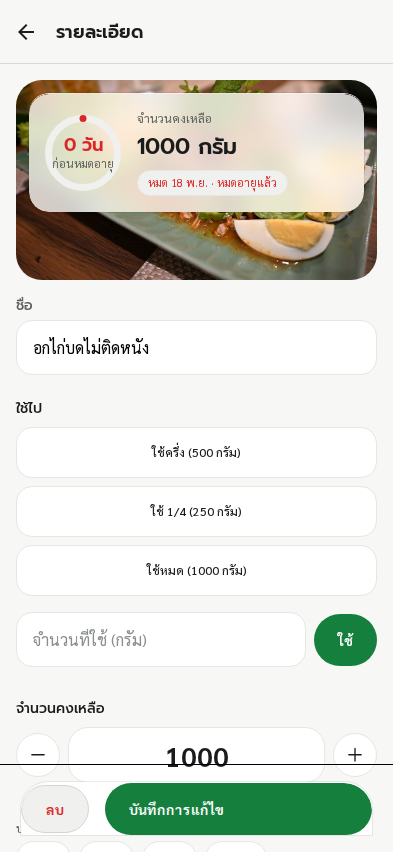 รายละเอียด
0 วัน
ก่อนหมดอายุ
จำนวนคงเหลือ
1000 กรัม
หมด 18 พ.ย. · หมดอายุแล้ว
ชื่อ
อกไก่บดไม่ติดหนัง
ใช้ไป
ใช้ครึ่ง (500 กรัม)
ใช้ 1/4 (250 กรัม)
ใช้หมด (1000 กรัม)
จำนวนที่ใช้ (กรัม)
ใช้
จำนวนคงเหลือ
1000
ลบ
บันทึกการแก้ไข